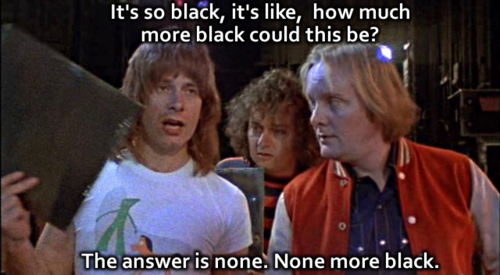 It's so black, it's like, how much
more black could this be?
The answer is none. None more black.